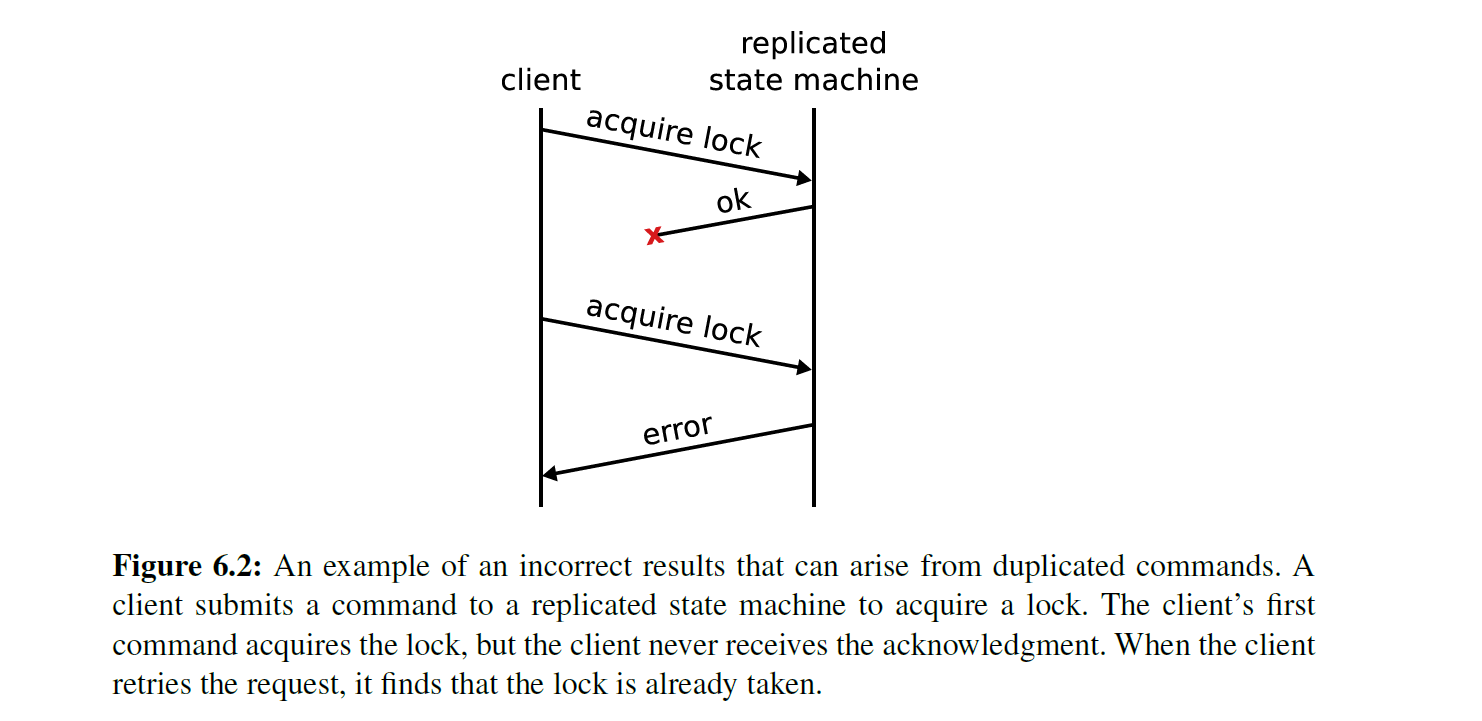 replicated
client
state machine
acquire lock
ok
x
acquire lock
error
Figure 6.2: An example of an incorrect results that can arise from duplicated commands. A
client submits a command to a replicated state machine to acquire a lock. The client’s first
command acquires the lock, but the client never receives the acknowledgment. When the client
retries the request, it finds that the lock is already taken.